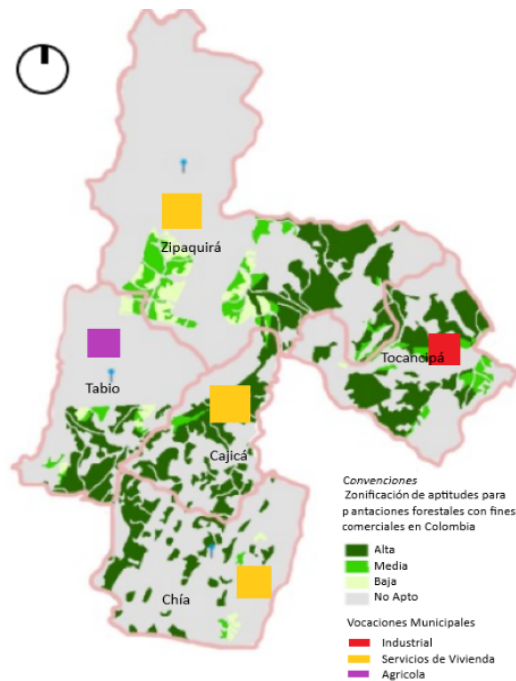 Zipaquirá
Tocancipá
Tabio
Cajicá
Chía
Convenciones
Zonificación de aptitudes para
p antaciones forestales con fines
comerciales en Colombia
Alta
Media
Baja
No Apto
Vocaciones Municipales
Industrial
Servicios de Vivienda
Agricola